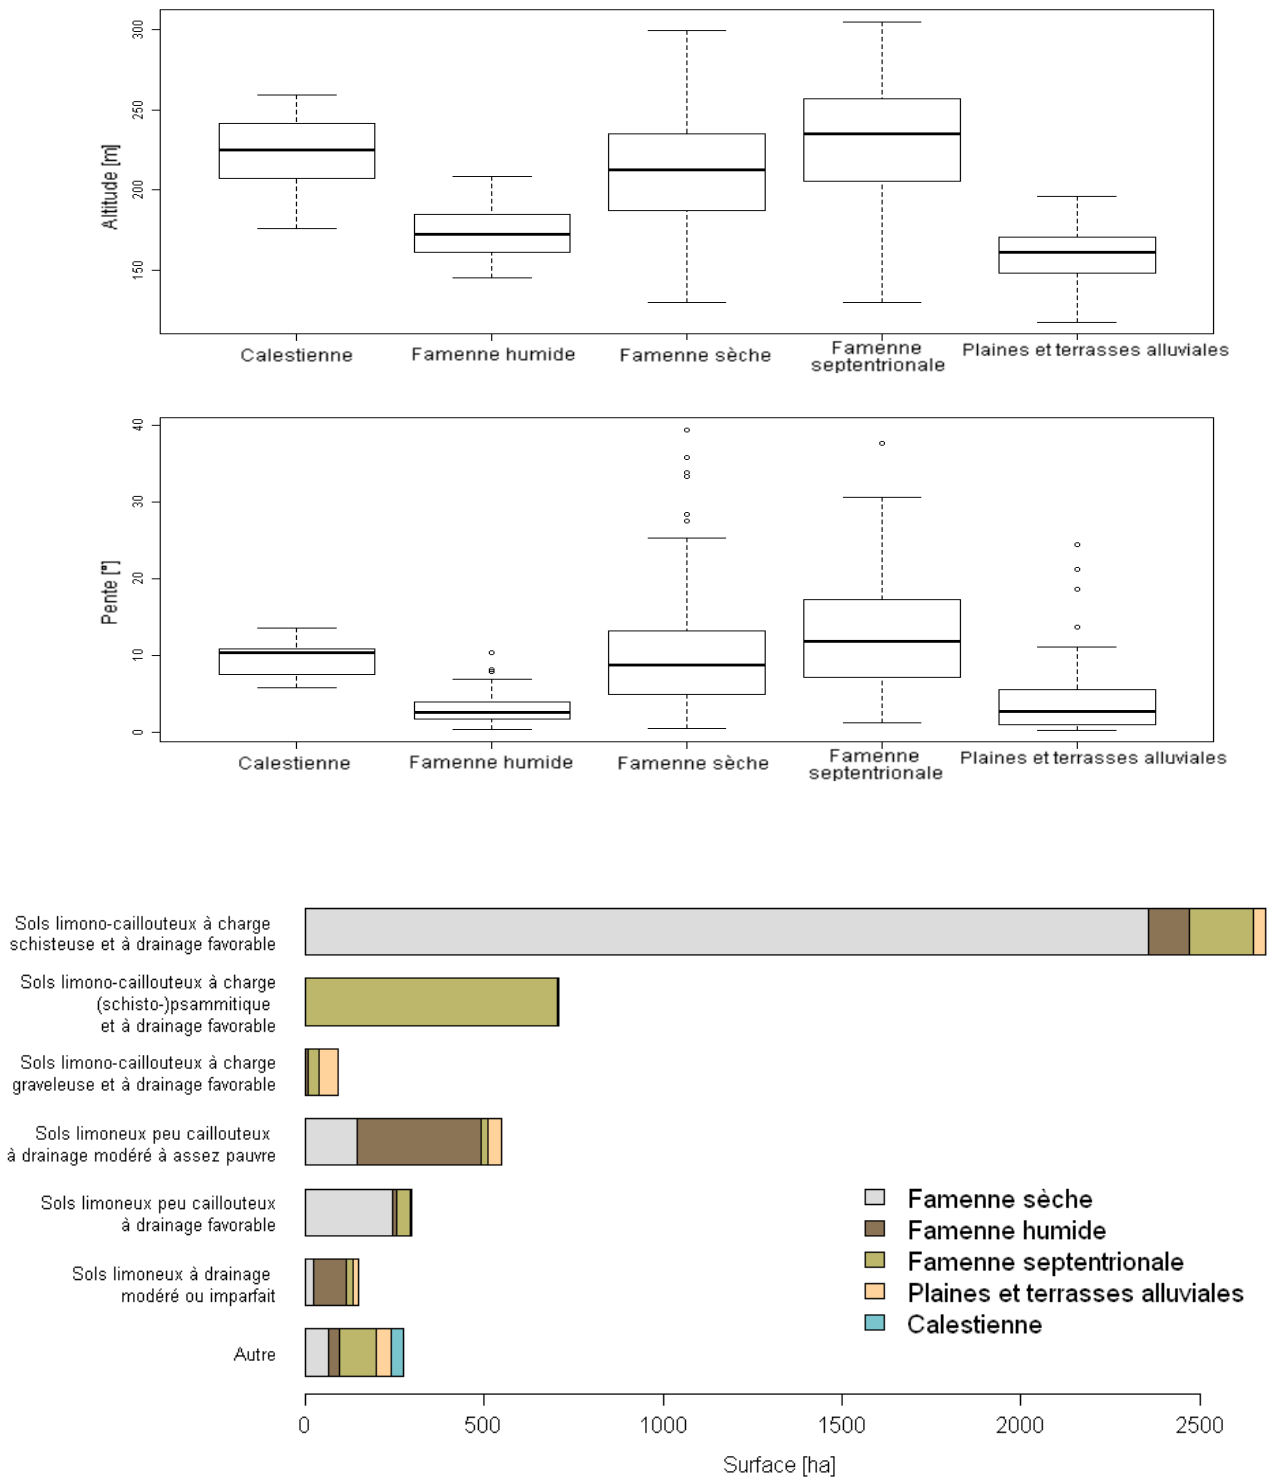 300
250
200
150
Altitude [m]
Calestienne
Famenne humide
Famenne sèche
Famenne
septentrionale
Plaines et terrasses alluviales
40
30
20
10
0
Pente [°]
Calestienne
Famenne humide
Famenne sèche
Famenne
septentrionale
Plaines et terrasses alluviales
Sols limono-caillouteux à charge
schisteuse et à drainage favorable
Sols limono-caillouteux à charge
(schisto-)psammitique
et à drainage favorable
Sols limono-caillouteux à charge
graveleuse et à drainage favorable
Sols limoneux peu caillouteux
à drainage modéré à assez pauvre
Sols limoneux peu caillouteux
à drainage favorable
Sols limoneux à drainage
modéré ou imparfait
Autre
Famenne sèche
Famenne humide
Famenne septentrionale
Plaines et terrasses alluviales
Calestienne
0 500 1000 1500 2000 2500
Surface [ha]